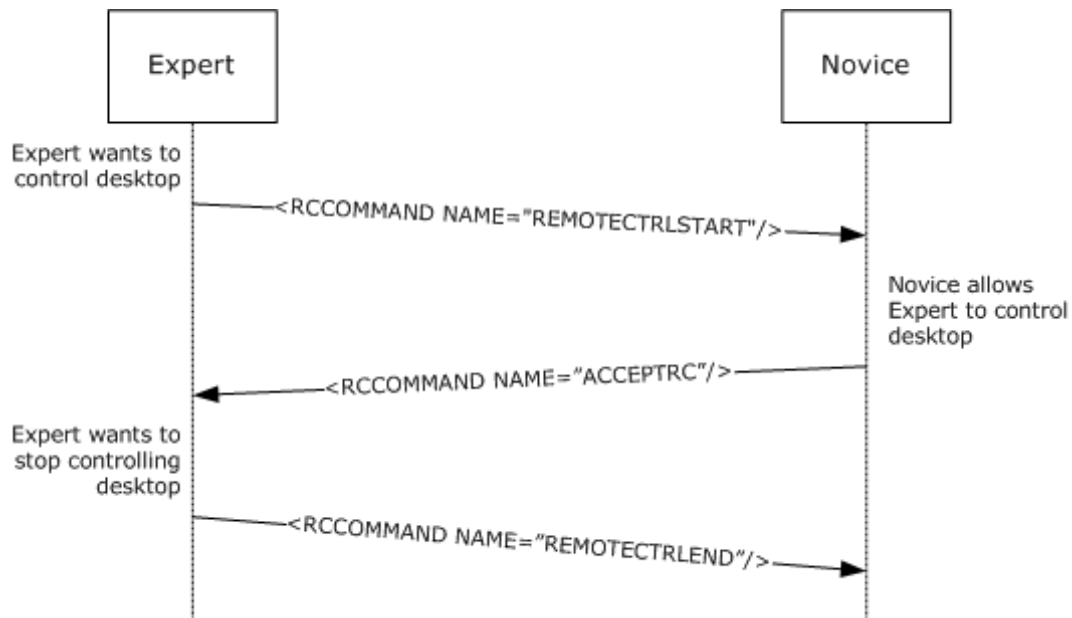 Expert
Novice
Expert wants to
control desktop
<RCCOMMAND NAME="REMOTECTRLSTART"/>
Novice allows
Expert to control
desktop
<RCCOMMAND NAME="ACCEPTRC"/>
Expert wants to
stop controlling
desktop
<RCCOMMAND NAME="REMOTECTRLEND"/>